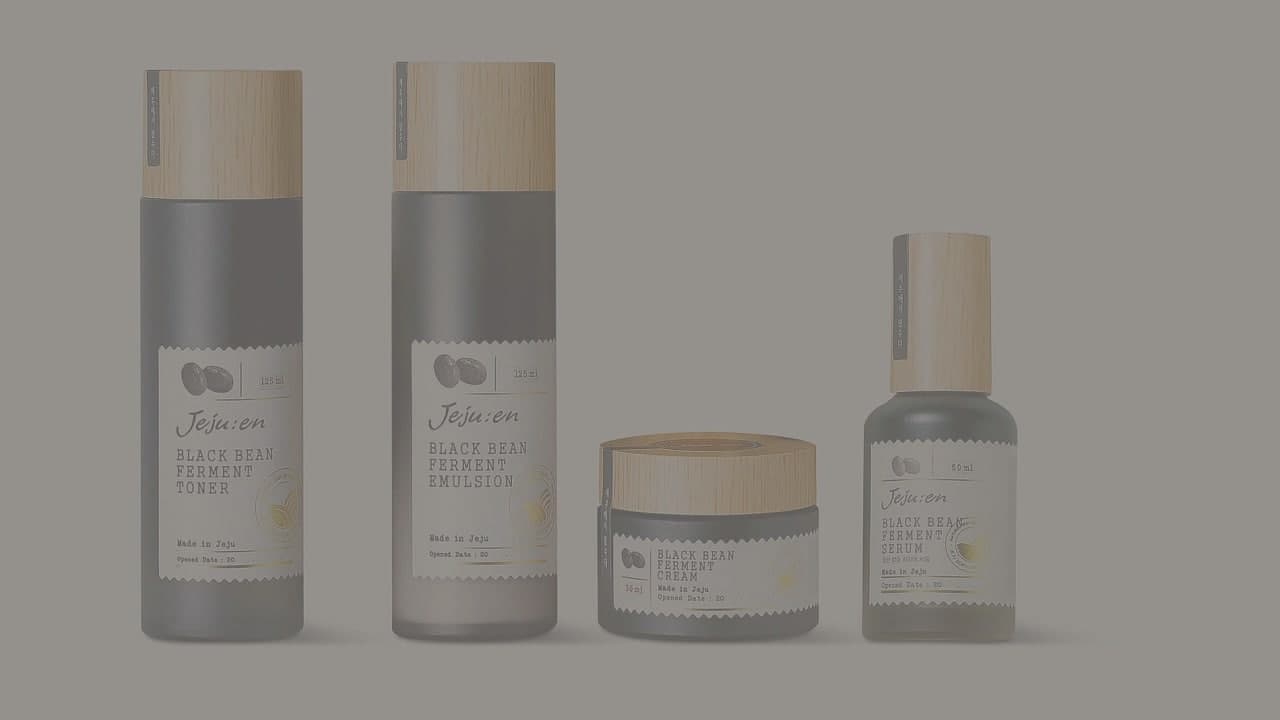 125 ml
Jeju:en
BLACK BEAN
FERMENT
TONER
Made in Jeju
Opened Date : 20
125 ml
Jeju:en
BLACK BEAN
FERMENT
EMULSION
Made in Jeju
Opened Date : 20
BLACK BEAN
FERMENT
CREAM
50 ml
Made in Jeju
Opened Date : 20
50 ml
Jeju:en
BLACK BEAN
FERMENT
SERUM
Made in Jeju
Opened Date : 20